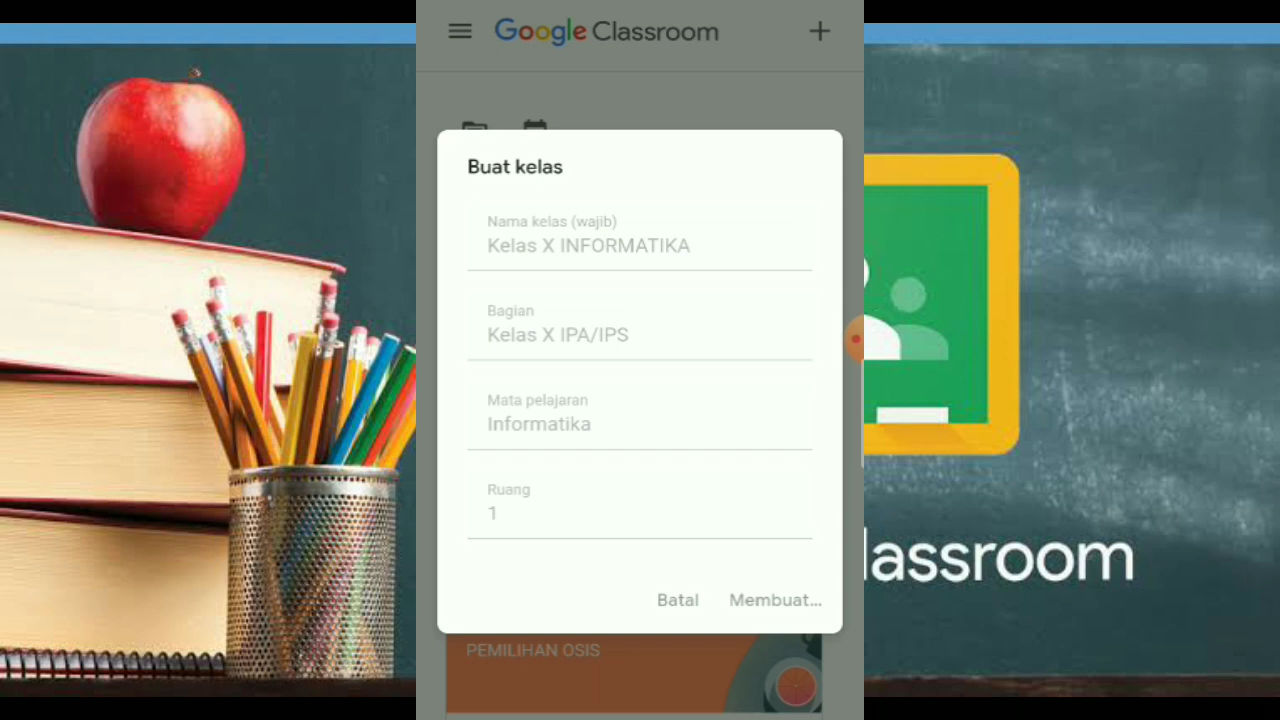 Google Classroom
Buat kelas
Nama kelas (wajib)
Kelas X INFORMATIKA
Bagian
Kelas X IPA/IPS
Mata pelajaran
Informatika
Ruang
1
Batal Membuat...
PEMILIHAN OSIS
lassroom